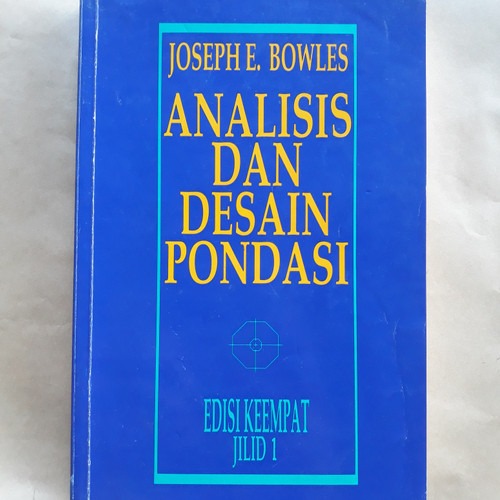 JOSEPH E. BOWLES
ANALISIS
DAN
DESAIN
PONDASI
EDISI KEEMPAT
JILID 1